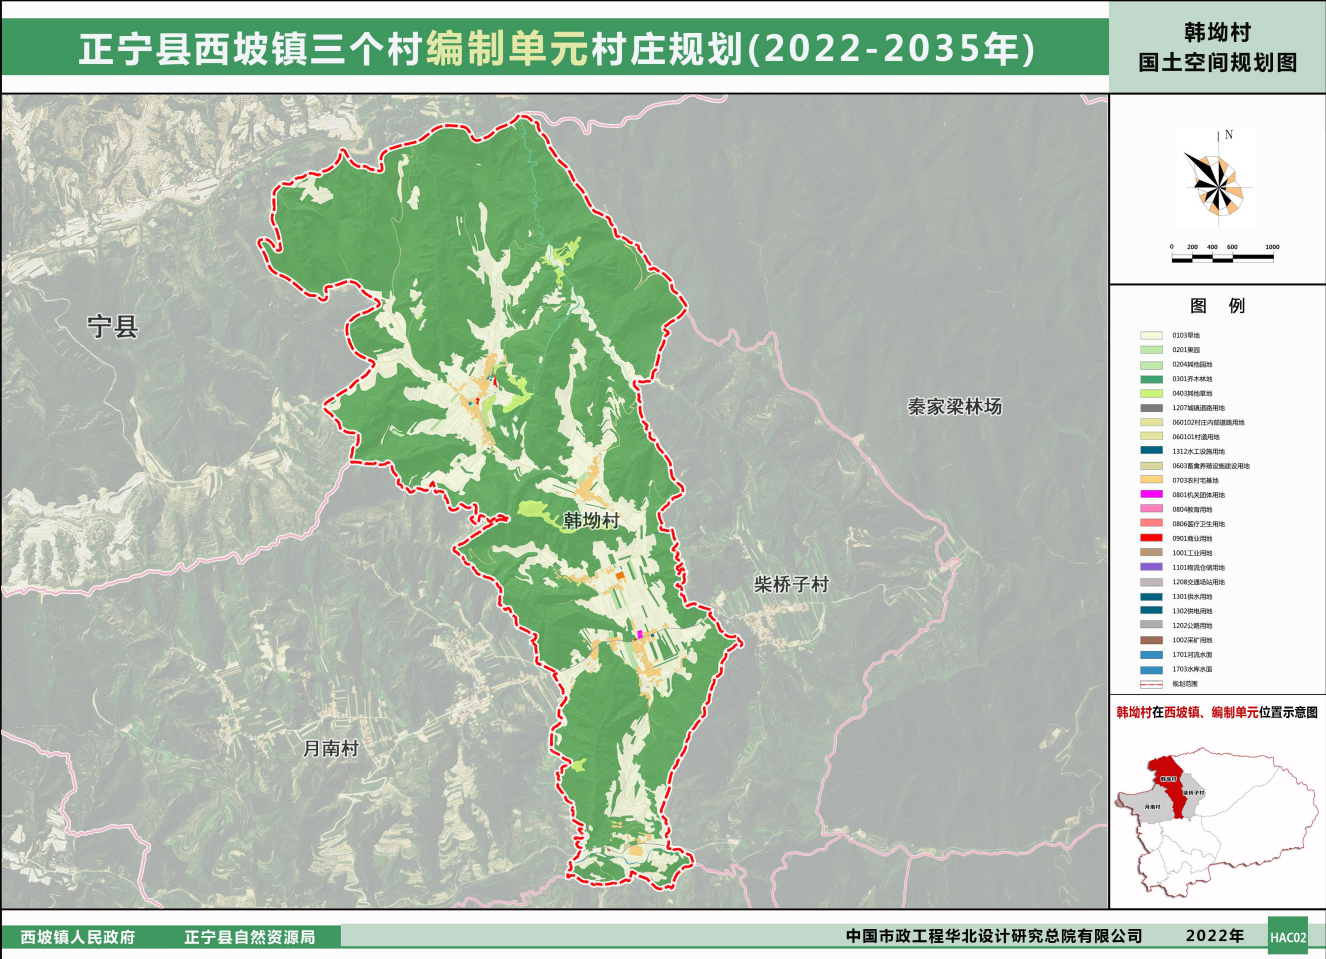 正宁县西坡镇三个村编制单元村庄规划(2022-2035年)
韩坳村
国土空间规划图
宁县
秦家梁林场
韩坳村
柴桥子村
月南村
N
0 200 400 600 1000
图 例
0103旱地
0201果园
0204其他园地
0301乔木林地
0403其他草地
1207城镇道路用地
060102村庄内部道路用地
060101村道用地
1312水工设施用地
0603畜禽养殖设施建设用地
0703农村宅基地
0801机关团体用地
0804教育用地
0806医疗卫生用地
0901商业用地
1001工业用地
1101物流仓储用地
1208交通场站用地
1301供水用地
1302供电用地
1202公路用地
1002采矿用地
1701河流水面
1703水库水面
规划范围
韩坳村在西坡镇、编制单元位置示意图
韩坳村
柴桥子村
月南村
西坡镇人民政府 正宁县自然资源局
中国市政工程华北设计研究总院有限公司 2022年 HAC02